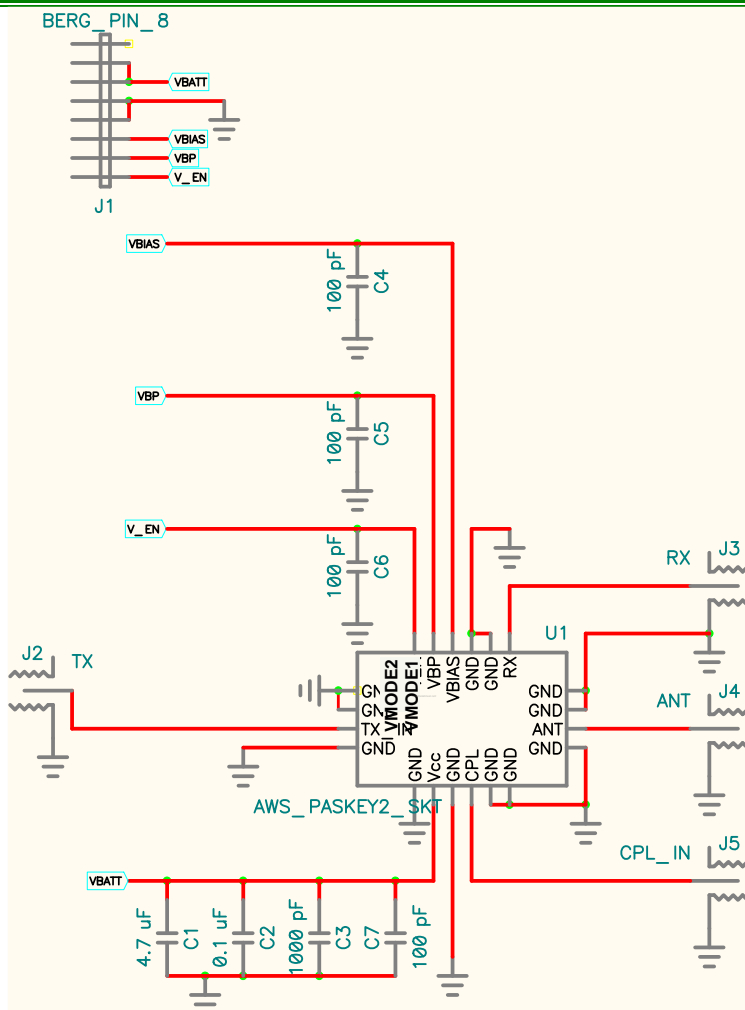 BERG_PIN_8
VBATT
VBIAS
VBP
V_EN
J1
VBIAS
100 pF
C4
VBP
100 pF
C5
V_EN
100 pF
C6
RX
J3
J2
TX
U1
VMODE2
VMODE1
VBP
VBIAS
GND
GND
RX
GND
GND
ANT
GND
ANT
J4
GND
GND
Vcc
GND
CPL
GND
GND
AWS_PASKEY2_SKT
CPL_IN
J5
VBATT
4.7 uF
C1
0.1 uF
C2
1000 pF
C3
C7
100 pF